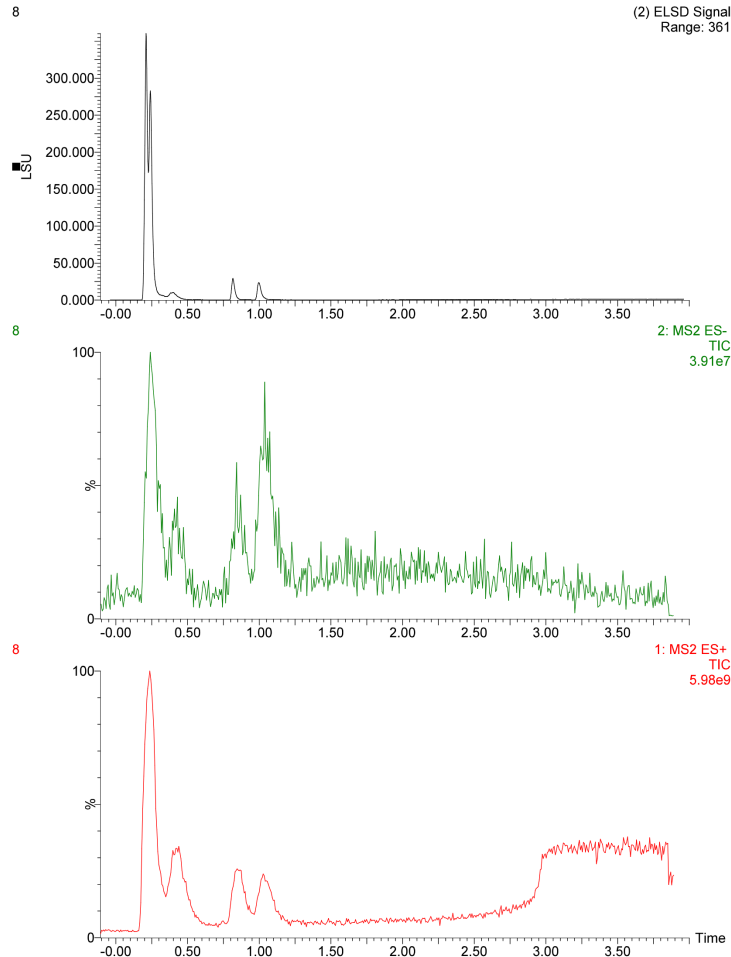 8
(2) ELSD Signal
Range: 361
LSU
300.000
250.000
200.000
150.000
100.000
50.000
0.000
-0.00 0.50 1.00 1.50 2.00 2.50 3.00 3.50
8
2: MS2 ES-
TIC
3.91e7
100
%
0
-0.00 0.50 1.00 1.50 2.00 2.50 3.00 3.50
8
1: MS2 ES+
TIC
5.98e9
100
%
0
-0.00 0.50 1.00 1.50 2.00 2.50 3.00 3.50
Time